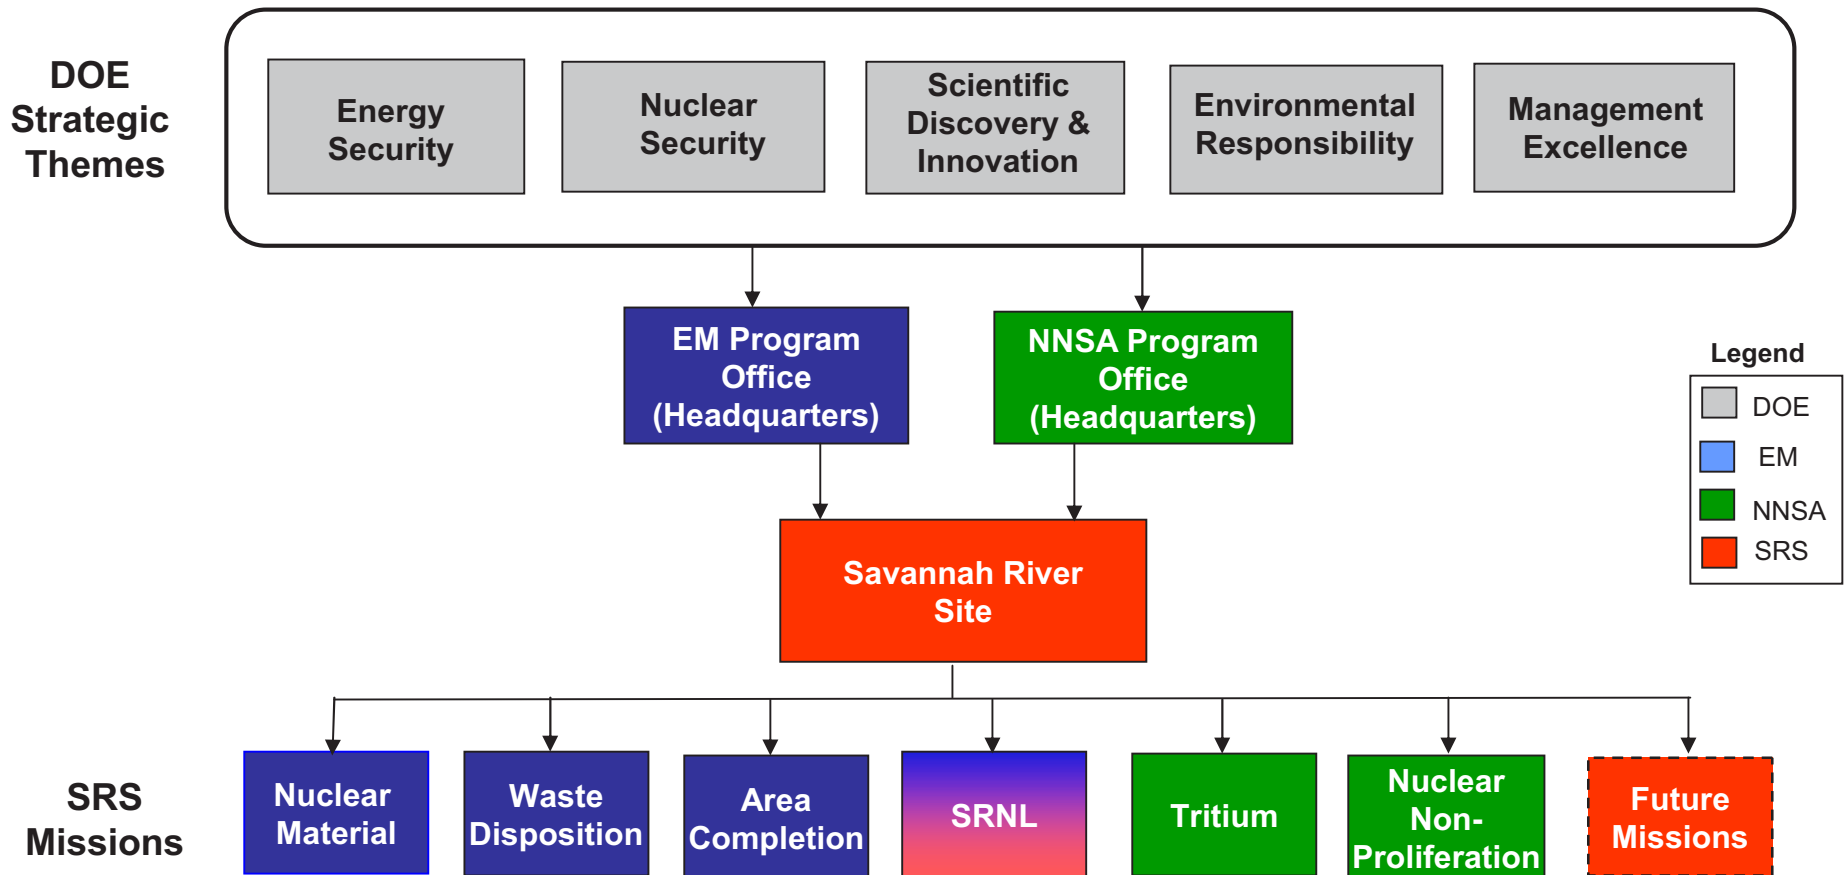 DOE
Strategic
Themes
Energy
Security
Nuclear
Security
Scientific
Discovery &
Innovation
Environmental
Responsibility
Management
Excellence
EM Program
Office
(Headquarters)
NNSA Program
Office
(Headquarters)
Legend
DOE
EM
NNSA
SRS
Savannah River
Site
SRS
Missions
Nuclear
Material
Waste
Disposition
Area
Completion
SRNL
Tritium
Nuclear
Non-
Proliferation
Future
Missions